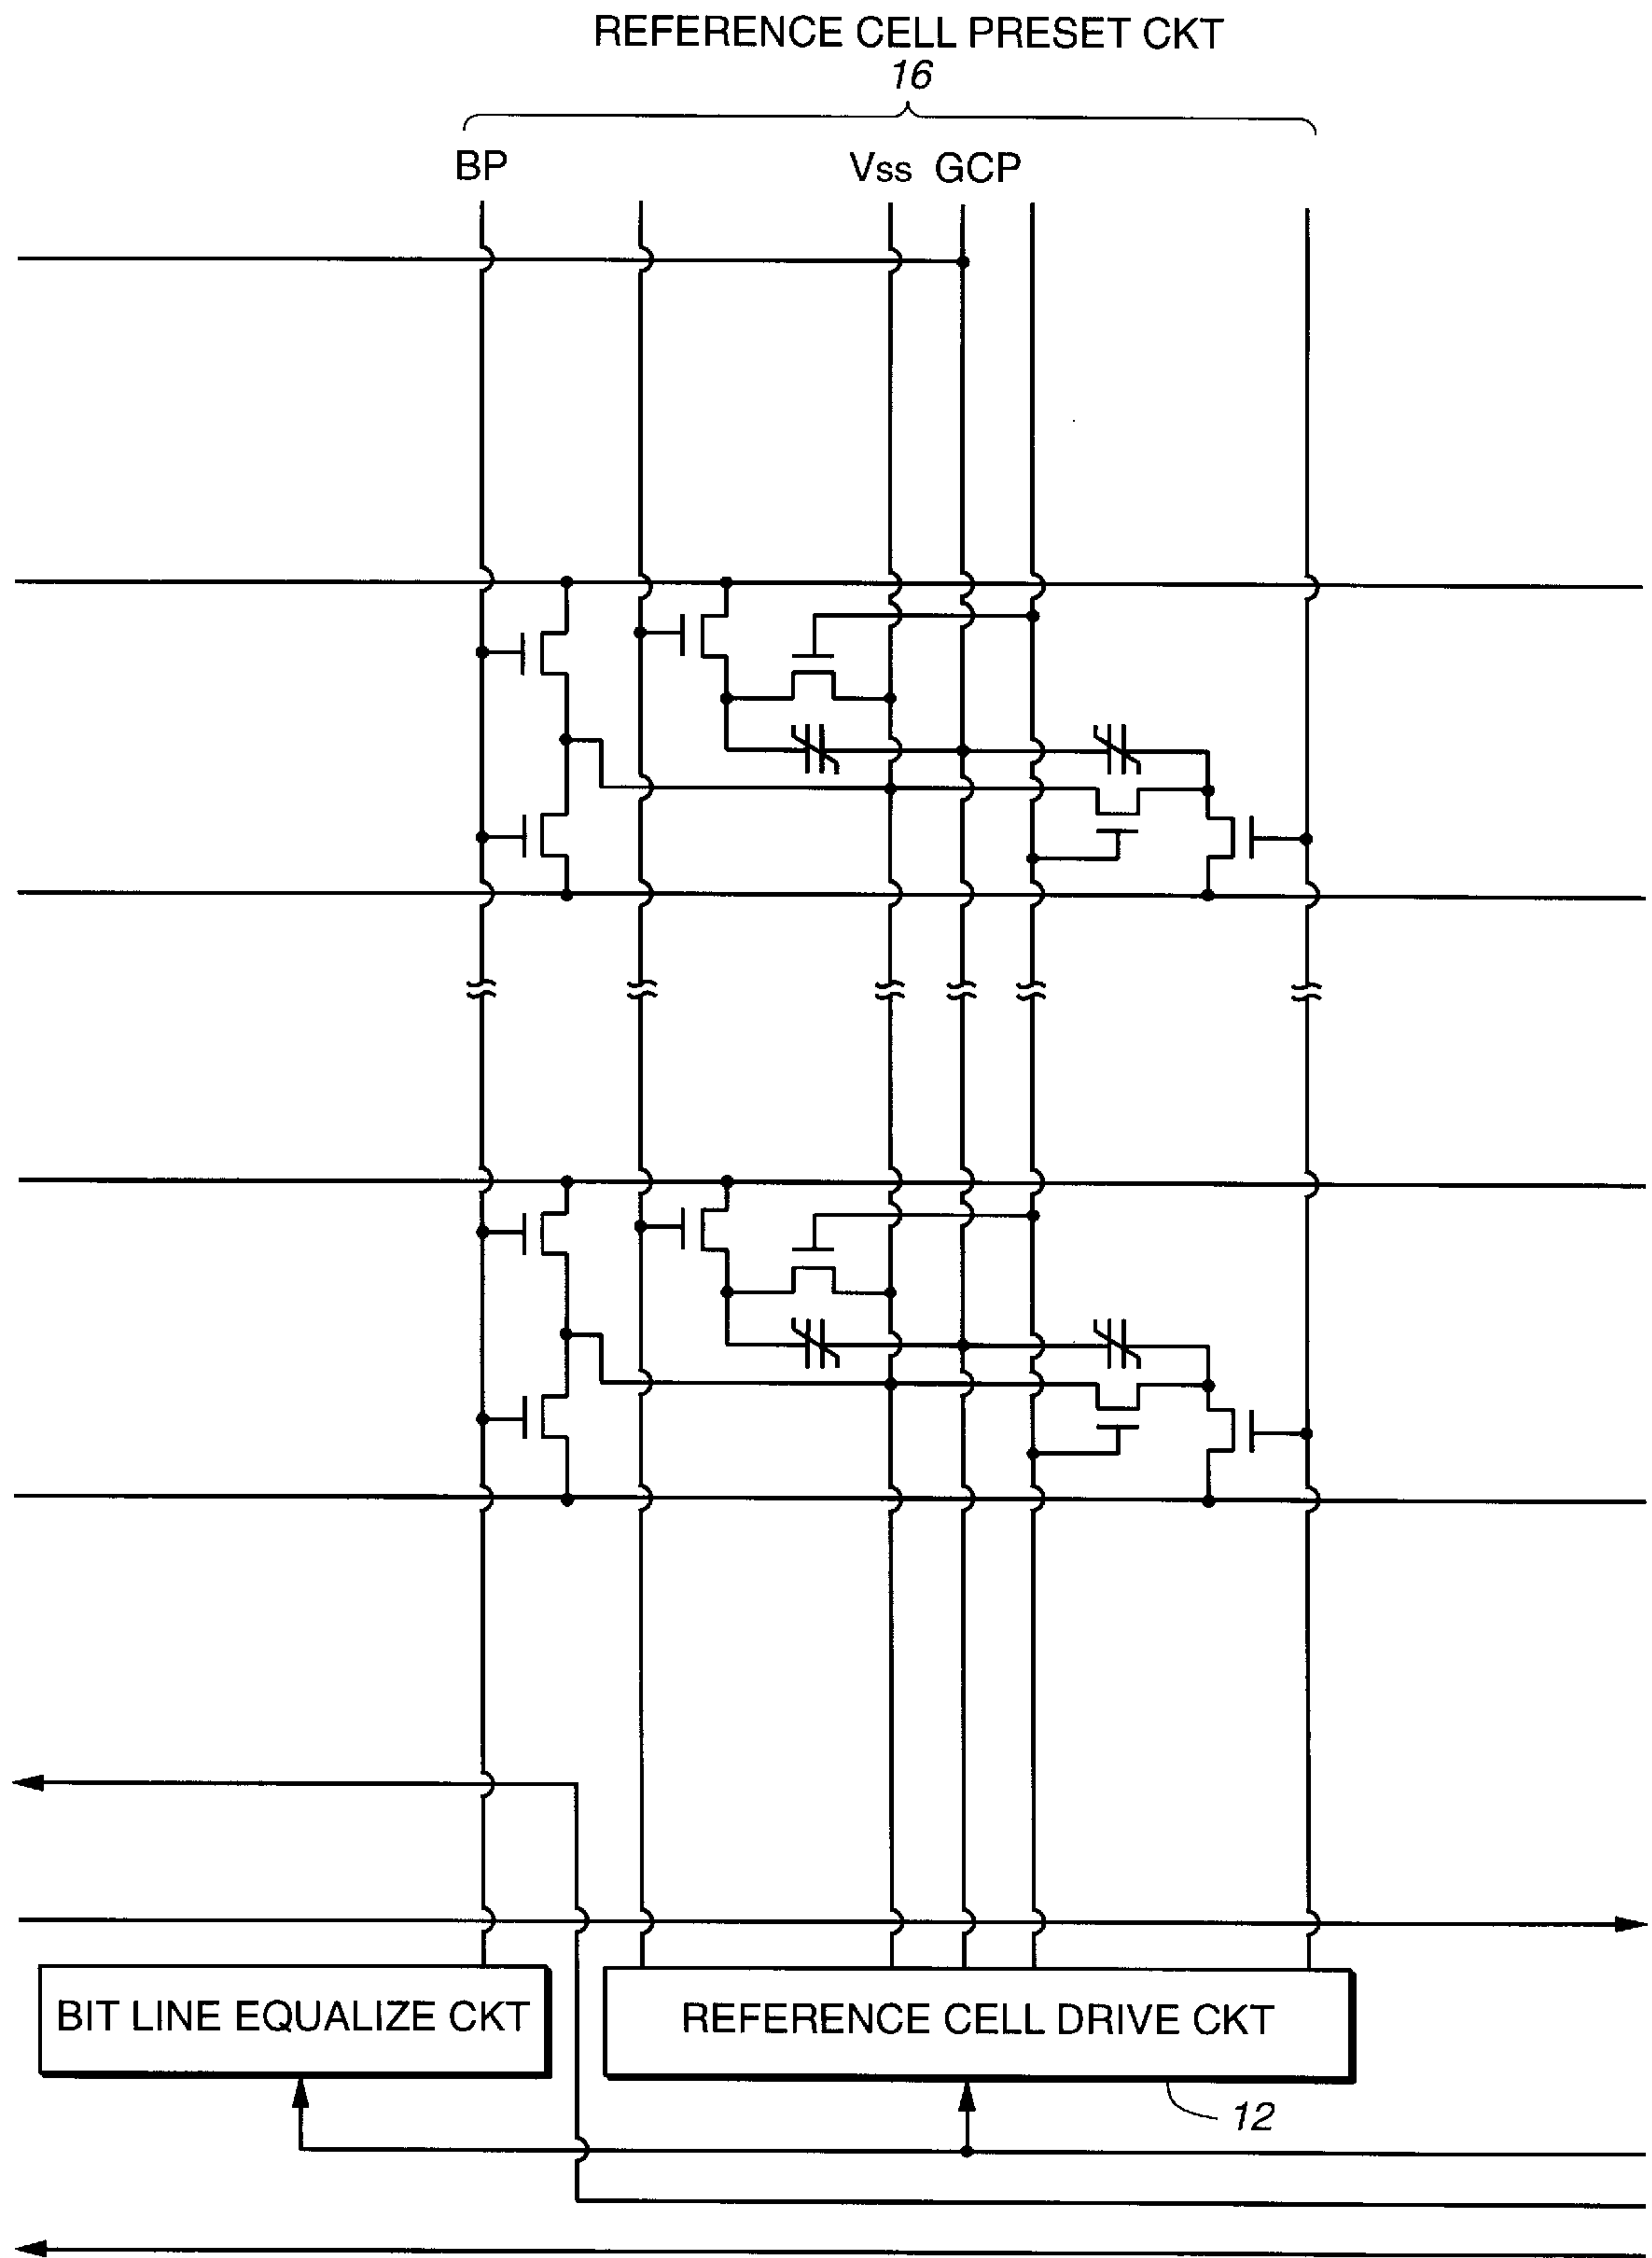 REFERENCE CELL PRESET CKT
16
BP
Vss GCP
BIT LINE EQUALIZE CKT
REFERENCE CELL DRIVE CKT
12